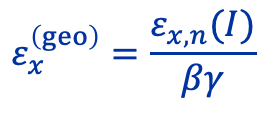 ε_x^(geo) = ε_{x,n}(I) / βγ